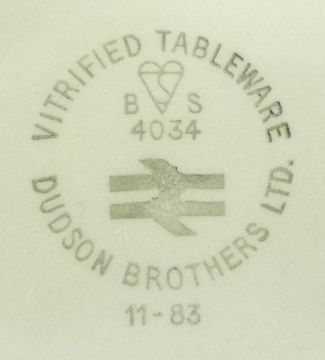 VITRIFIED TABLEWARE
B S
4034
DUDSON BROTHERS LTD.
11-83